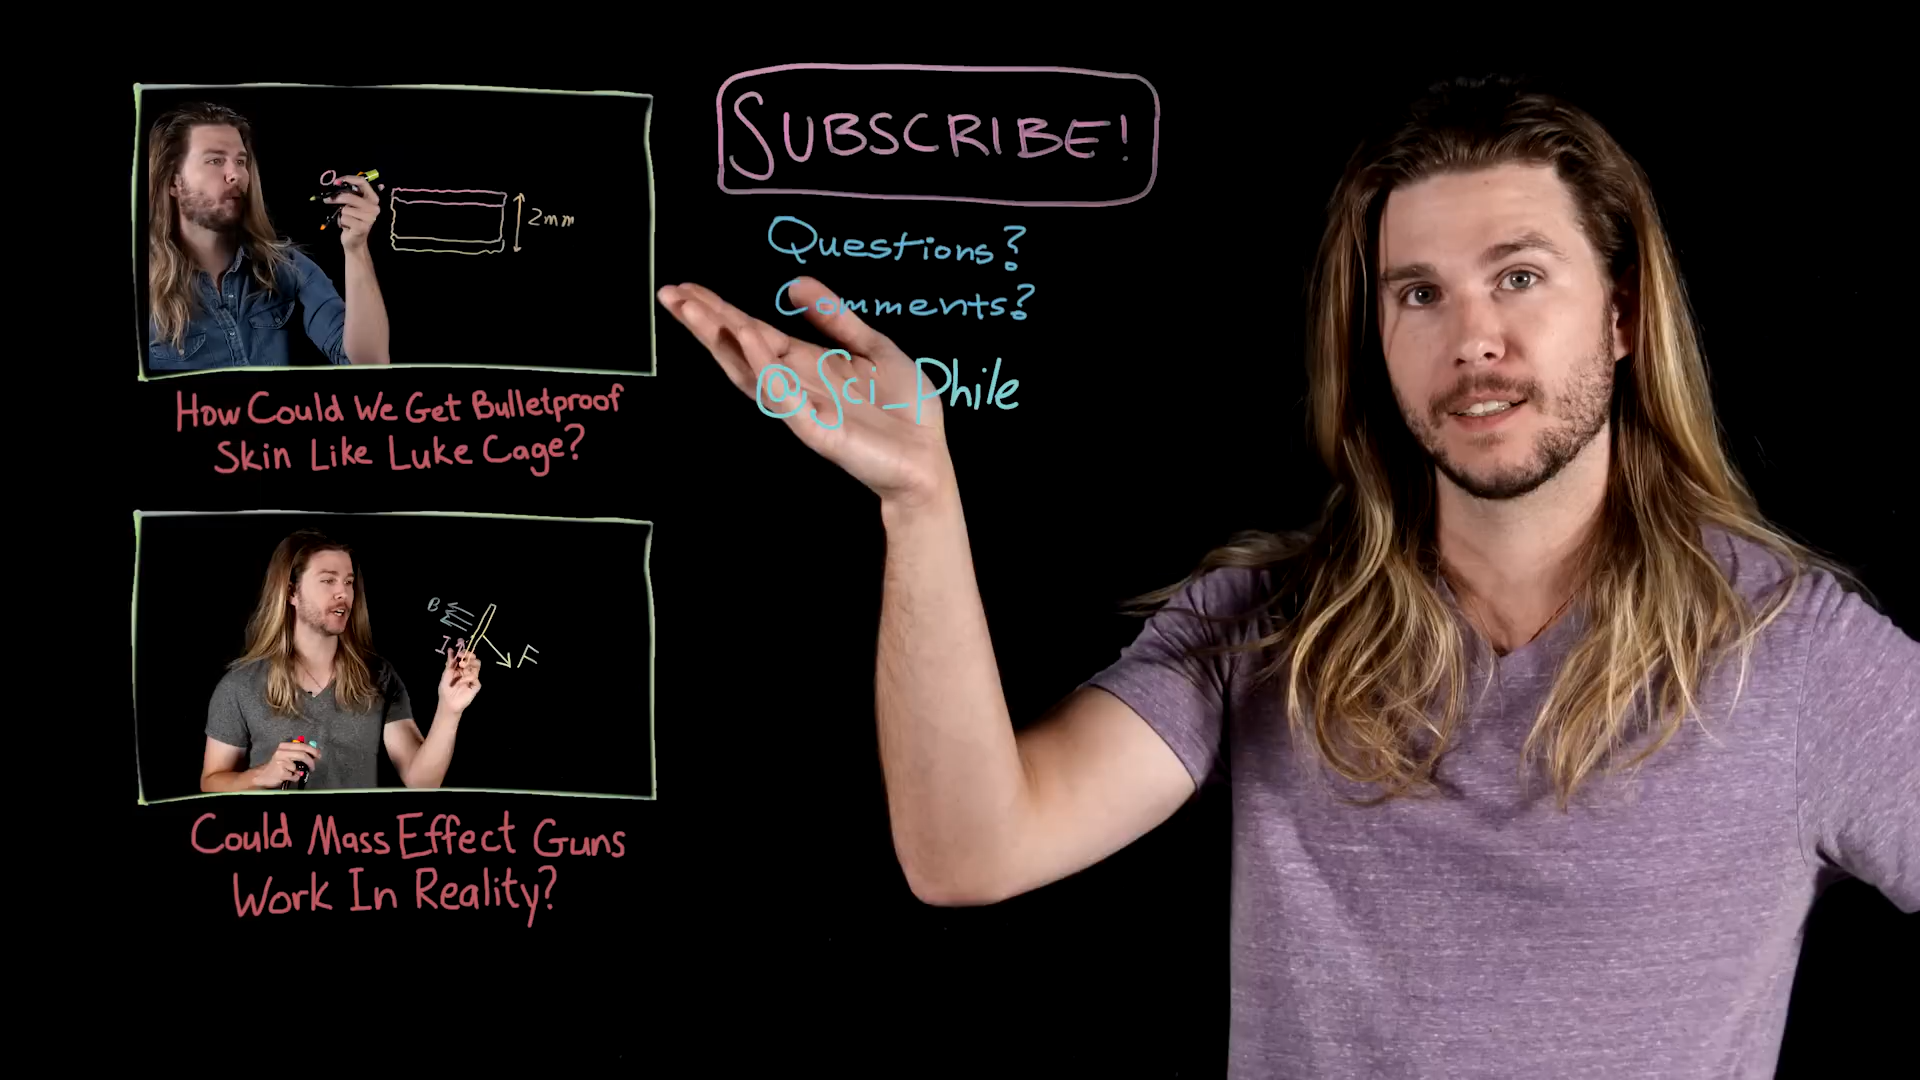 2mm
How Could We Get Bulletproof
Skin Like Luke Cage?
B
I
F
Could Mass Effect Guns
Work In Reality?
SUBSCRIBE!
Questions?
Comments?
@Sci_Phile